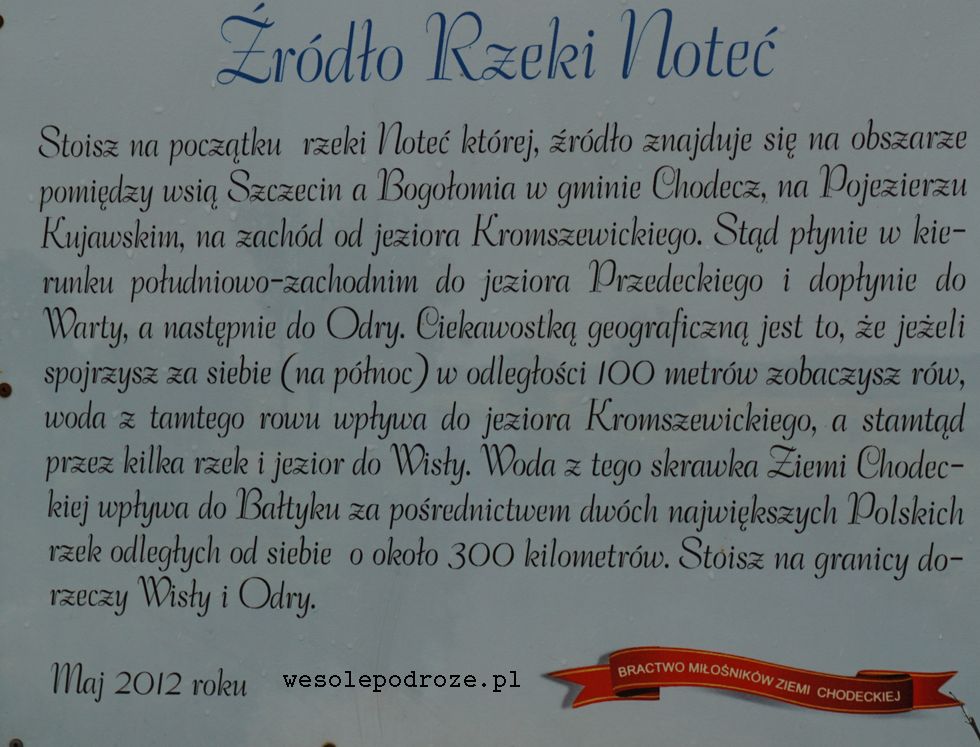 Źródło Rzeki Noteć
Stoisz na początku rzeki Noteć której, źródło znajduje się na obszarze
pomiędzy wsią Szczecin a Bogołomia w gminie Chodecz, na Pojezierzu
Kujawskim, na zachód od jeziora Kromszewickiego. Stąd płynie w kie-
runku południowo-zachodnim do jeziora Przedeckiego i dopłynie do
Warty, a następnie do Odry. Ciekawostką geograficzną jest to, że jeżeli
spojrzysz za siebie (na północ) w odległości 100 metrów zobaczysz rów,
woda z tamtego rowu wpływa do jeziora Kromszewickiego, a stamtąd
przez kilka rzek i jezior do Wisły. Woda z tego skrawka Ziemi Chodec-
kiej wpływa do Bałtyku za pośrednictwem dwóch największych Polskich
rzek odległych od siebie o około 300 kilometrów. Stoisz na granicy do-
rzeczy Wisły i Odry.
Maj 2012 roku
wesolepodroze.pl
BRACTWO MIŁOŚNIKÓW ZIEMI CHODECKIEJ